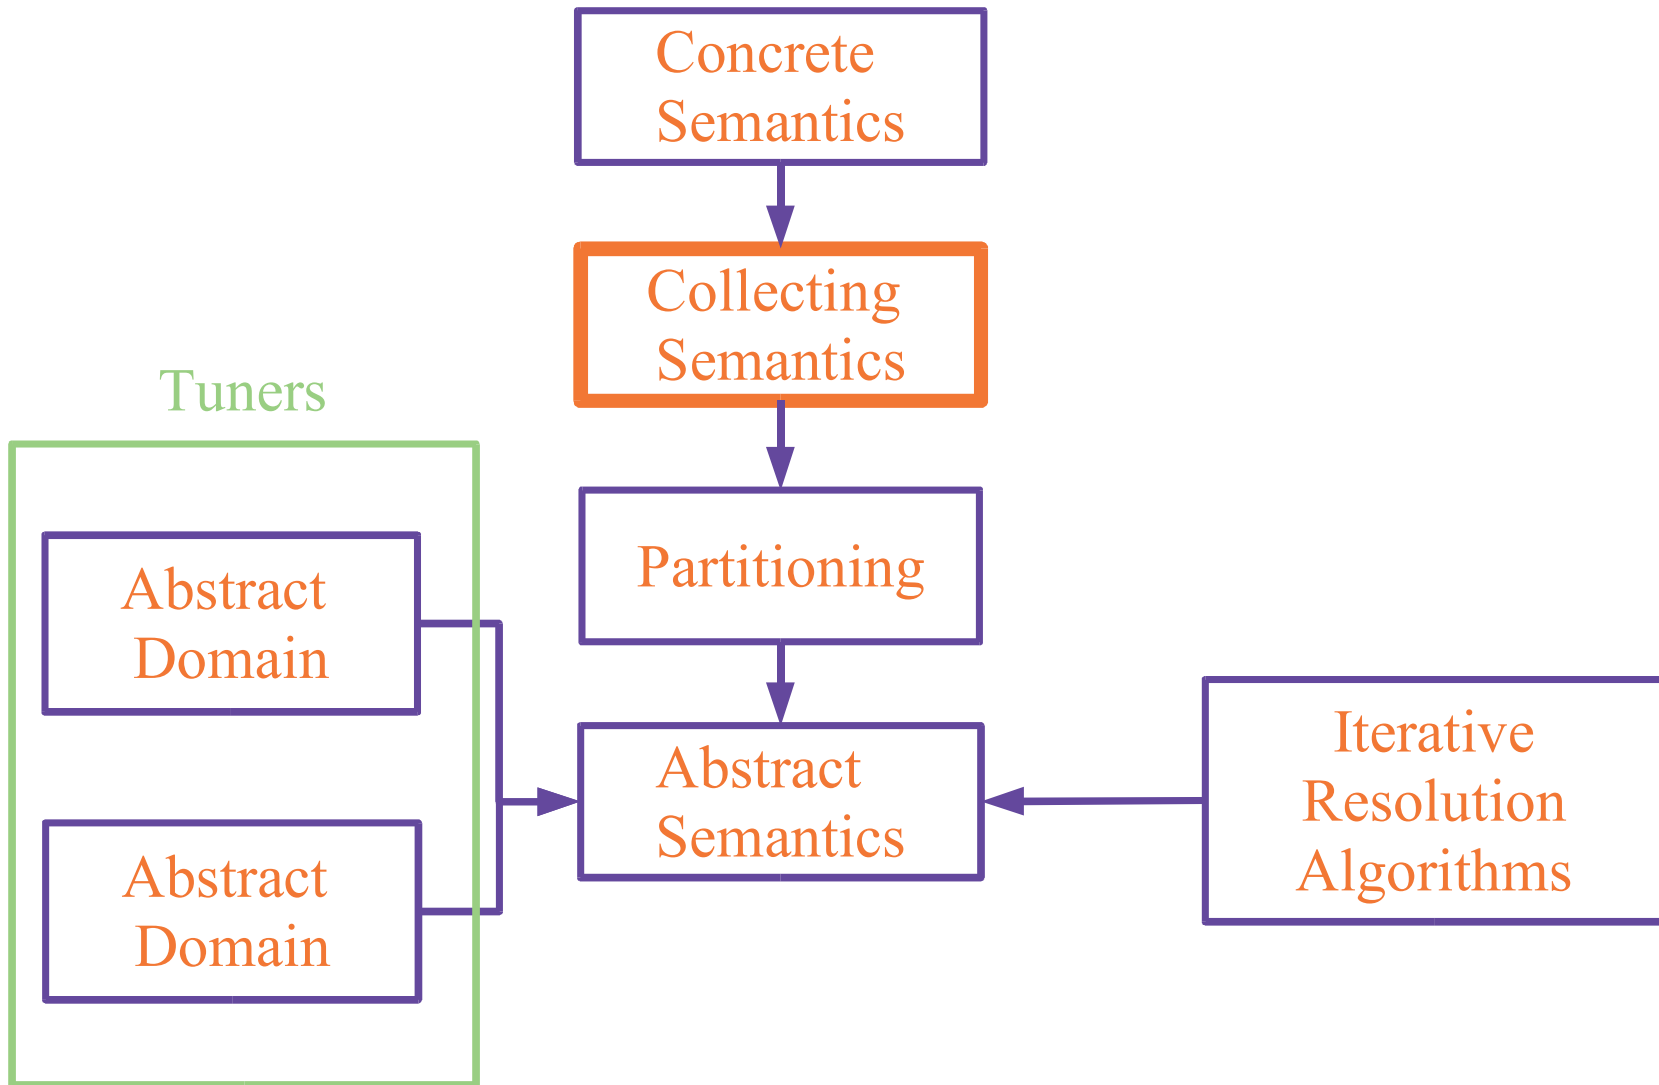 Concrete
Semantics
Collecting
Semantics
Tuners
Partitioning
Abstract
Domain
Abstract
Semantics
Iterative
Resolution
Algorithms
Abstract
Domain